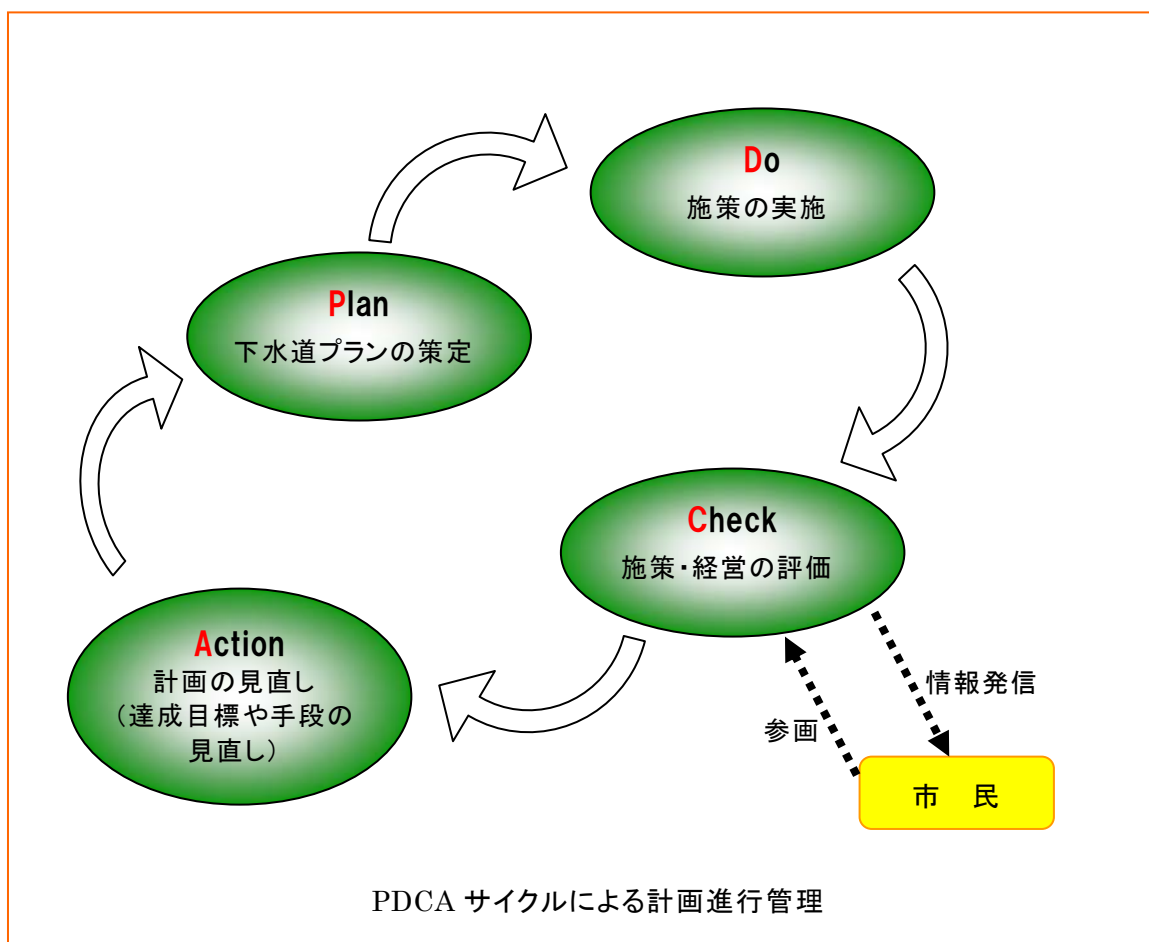 Do
施策の実施
Plan
下水道プランの策定
Check
施策・経営の評価
Action
計画の見直し
（達成目標や手段の
見直し）
情報発信
参画
市　民
PDCA サイクルによる計画進行管理